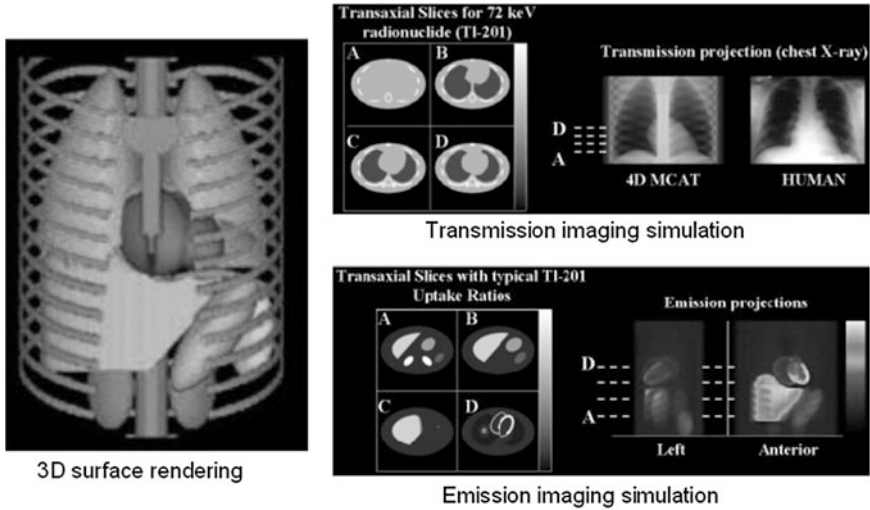 Transaxial Slices for 72 keV
radionuclide (Tl-201)
A
B
C
D
Transmission projection (chest X-ray)
D
A
4D MCAT
HUMAN
Transmission imaging simulation
3D surface rendering
Transaxial Slices with typical Tl-201
Uptake Ratios
A
B
C
D
Emission projections
D
A
Left
Anterior
Emission imaging simulation